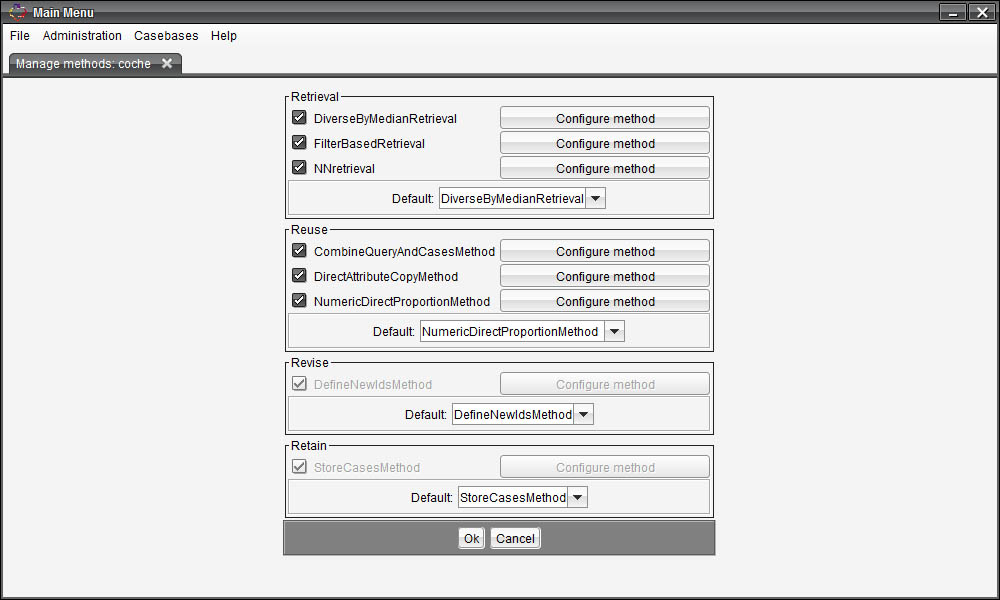 Main Menu
File Administration Casebases Help
Manage methods: coche
Retrieval
DiverseByMedianRetrieval Configure method
FilterBasedRetrieval Configure method
NNretrieval Configure method
Default: DiverseByMedianRetrieval
Reuse
CombineQueryAndCasesMethod Configure method
DirectAttributeCopyMethod Configure method
NumericDirectProportionMethod Configure method
Default: NumericDirectProportionMethod
Revise
DefineNewIdsMethod Configure method
Default: DefineNewIdsMethod
Retain
StoreCasesMethod Configure method
Default: StoreCasesMethod
Ok Cancel